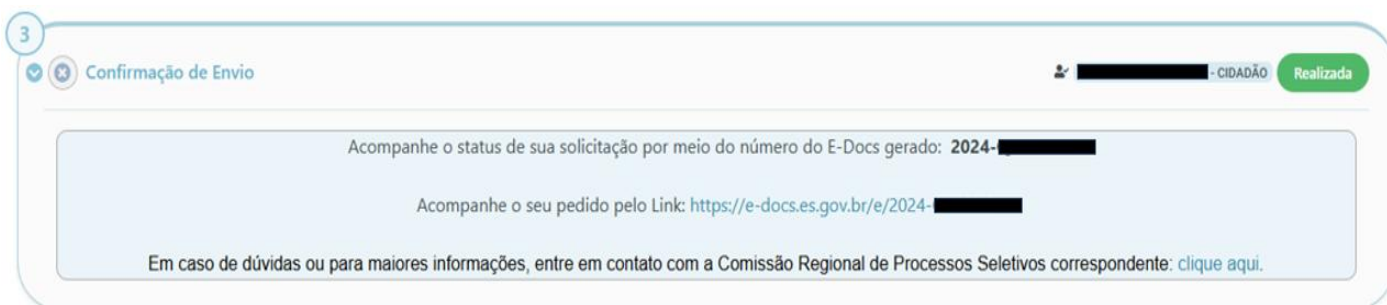 3
Confirmação de Envio
- CIDADÃO
Realizada
Acompanhe o status de sua solicitação por meio do número do E-Docs gerado: 2024-
Acompanhe o seu pedido pelo Link: https://e-docs.es.gov.br/e/2024-
Em caso de dúvidas ou para maiores informações, entre em contato com a Comissão Regional de Processos Seletivos correspondente: clique aqui.